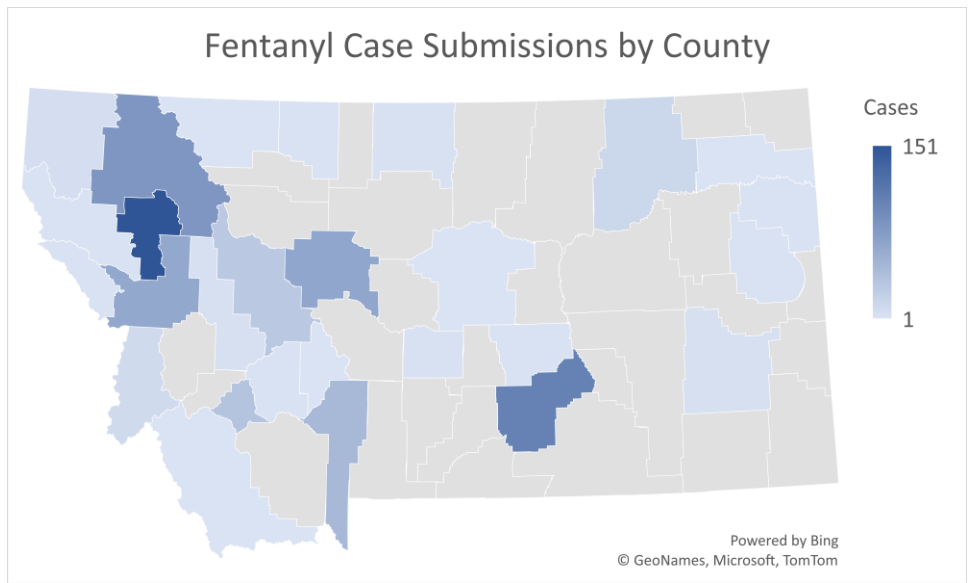 Fentanyl Case Submissions by County
Cases
151
1
Powered by Bing
© GeoNames, Microsoft, TomTom